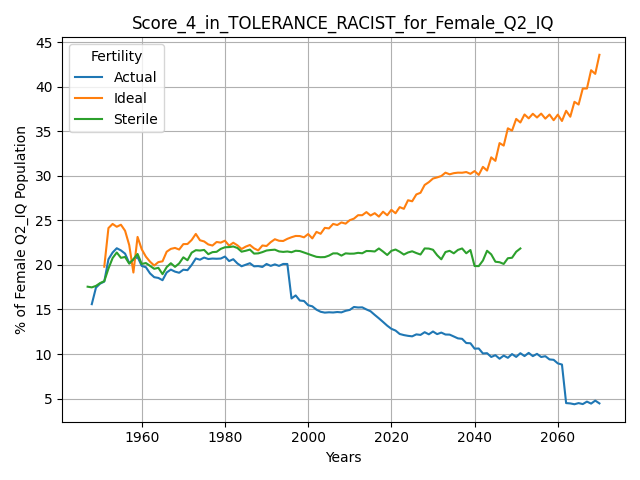 Score_4_in_TOLERANCE_RACIST_for_Female_Q2_IQ
Fertility
Actual
Ideal
Sterile
% of Female Q2_IQ Population
45
40
35
30
25
20
15
10
5
1960 1980 2000 2020 2040 2060
Years